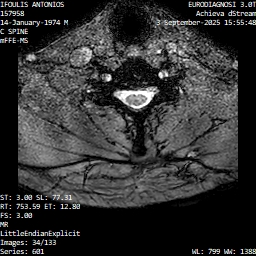 IFOULIS ANTONIOS
EURODIAGNOSI 3.0T
157958
Achieva dStream
14-January-1974 M
3-September-2025 15:55:48
C SPINE
mFFE-MS
ST: 3.00 SL: 77.31
RT: 753.59 ET: 12.80
FS: 3.00
MR
LittleEndianExplicit
Images: 34/133
Series: 601
WL: 799 WW: 1388